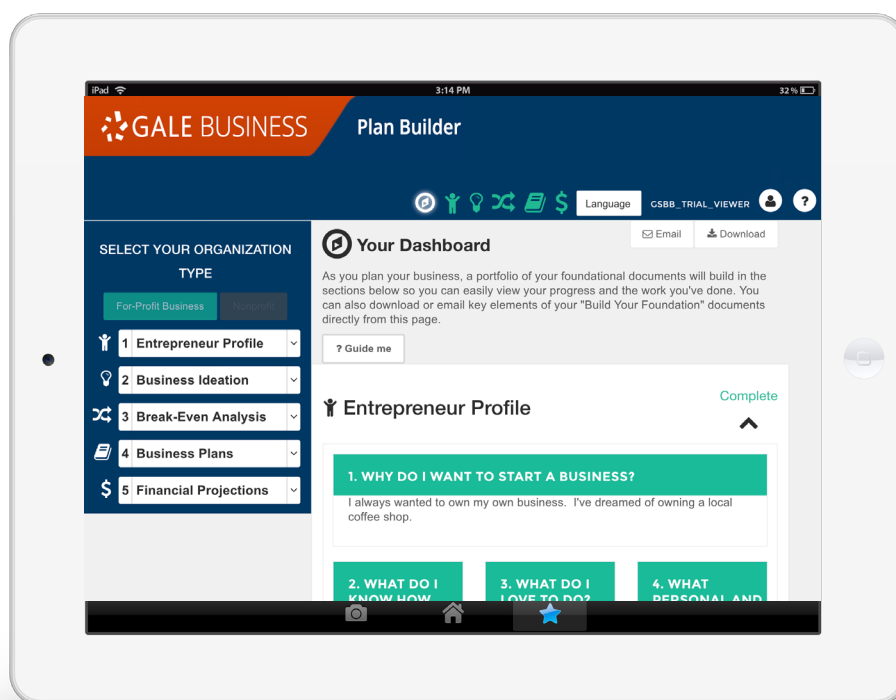 iPad
3:14 PM
32 %
GALE BUSINESS
Plan Builder
Language
GSBB_TRIAL_VIEWER
?
SELECT YOUR ORGANIZATION
TYPE
For-Profit Business
Nonprofit
1 Entrepreneur Profile
2 Business Ideation
3 Break-Even Analysis
4 Business Plans
$ 5 Financial Projections
Your Dashboard
Email
Download
As you plan your business, a portfolio of your foundational documents will build in the
sections below so you can easily view your progress and the work you've done. You
can also download or email key elements of your "Build Your Foundation" documents
directly from this page.
? Guide me
Entrepreneur Profile
Complete
1. WHY DO I WANT TO START A BUSINESS?
I always wanted to own my own business. I've dreamed of owning a local
coffee shop.
2. WHAT DO I
KNOW HOW
3. WHAT DO I
LOVE TO DO?
4. WHAT
PERSONAL AND